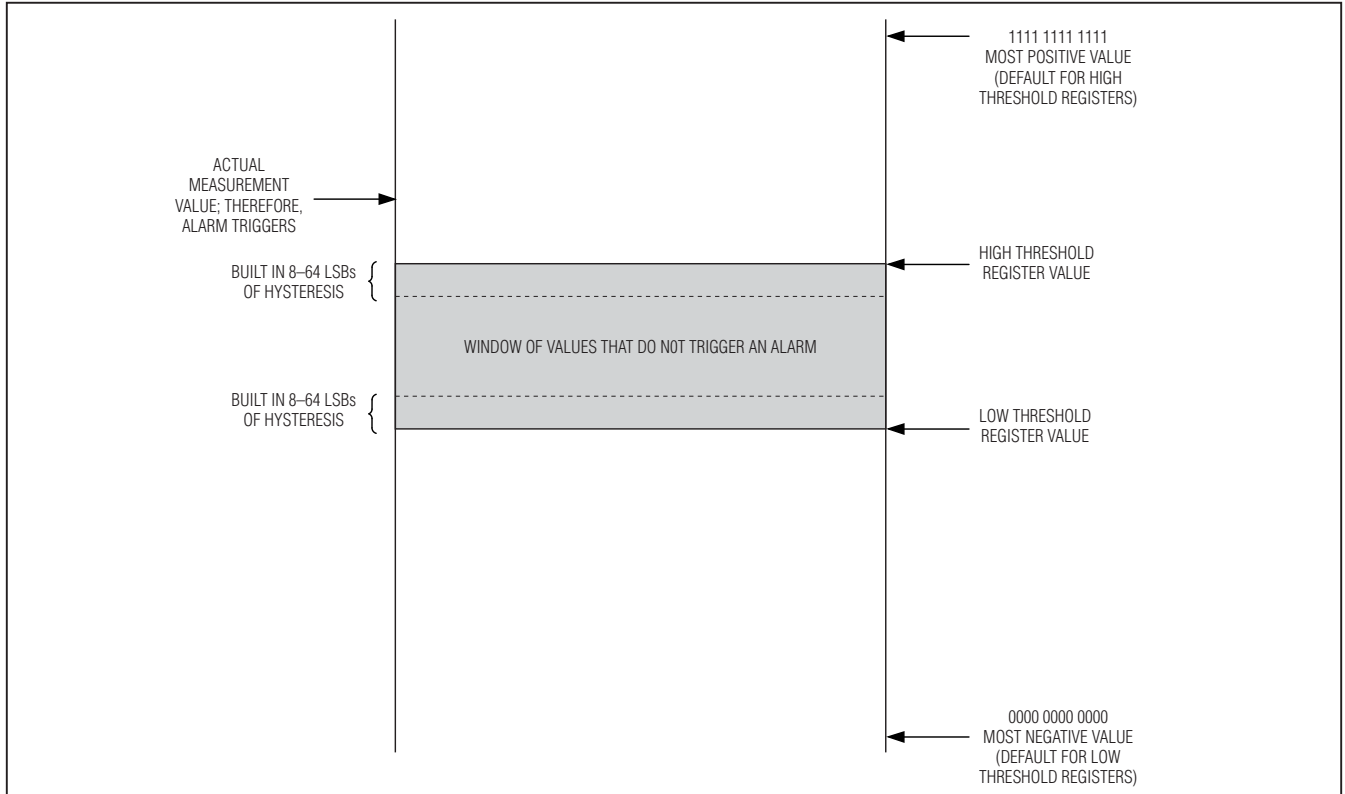 1111 1111 1111
MOST POSITIVE VALUE
(DEFAULT FOR HIGH
THRESHOLD REGISTERS)
ACTUAL
MEASUREMENT
VALUE; THEREFORE,
ALARM TRIGGERS
HIGH THRESHOLD
REGISTER VALUE
BUILT IN 8–64 LSBs
OF HYSTERESIS
WINDOW OF VALUES THAT DO N0T TRIGGER AN ALARM
BUILT IN 8–64 LSBs
OF HYSTERESIS
LOW THRESHOLD
REGISTER VALUE
0000 0000 0000
MOST NEGATIVE VALUE
(DEFAULT FOR LOW
THRESHOLD REGISTERS)